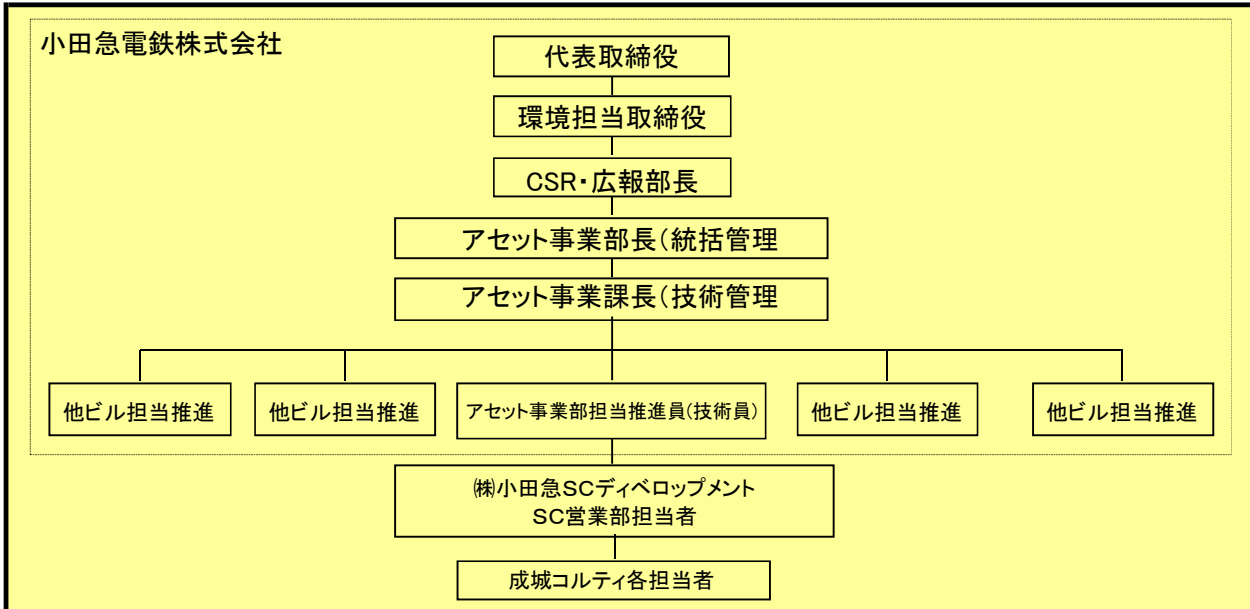 小田急電鉄株式会社
代表取締役
環境担当取締役
CSR・広報部長
アセット事業部長(統括管理
アセット事業課長(技術管理
他ビル担当推進
他ビル担当推進
アセット事業部担当推進員(技術員)
他ビル担当推進
他ビル担当推進
㈱小田急SCディベロップメント
SC営業部担当者
成城コルティ各担当者